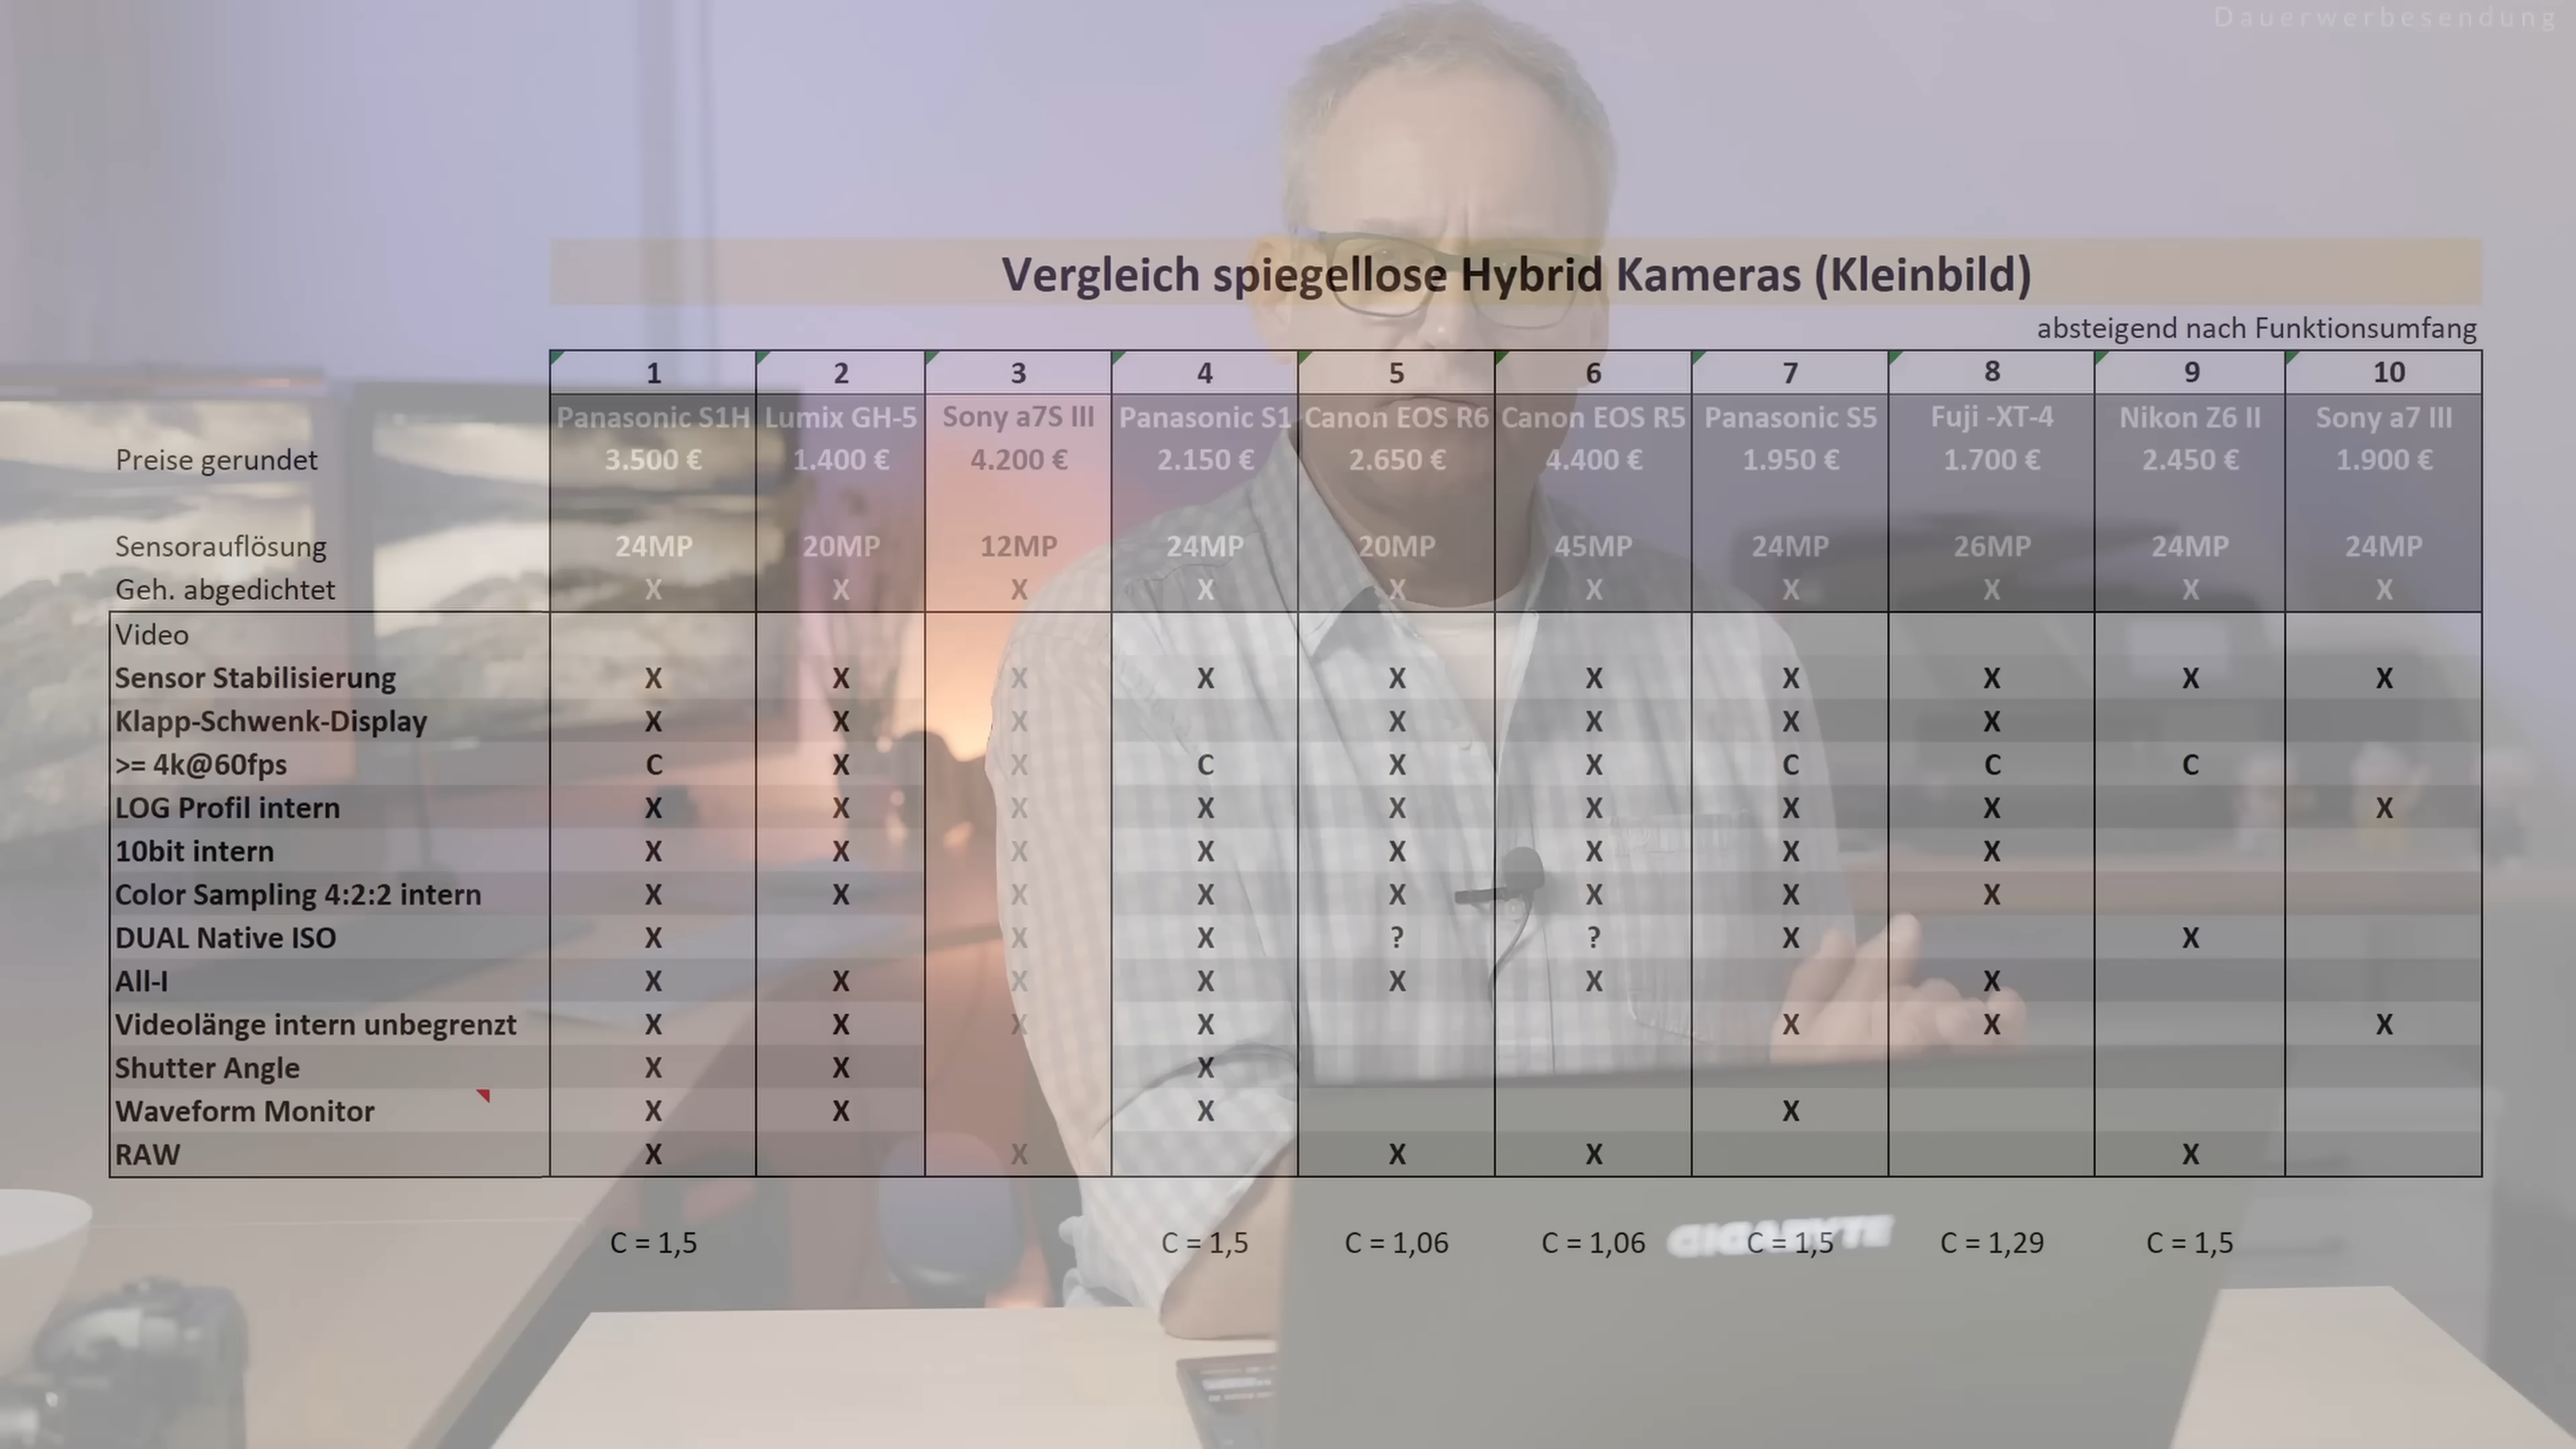 Dauerwerbesendung
Vergleich spiegellose Hybrid Kameras (Kleinbild)
absteigend nach Funktionsumfang
1 2 3 4 5 6 7 8 9 10
Panasonic S1H Lumix GH-5 Sony a7S III Panasonic S1 Canon EOS R6 Canon EOS R5 Panasonic S5 Fuji -XT-4 Nikon Z6 II Sony a7 III
Preise gerundet 3.500 € 1.400 € 4.200 € 2.150 € 2.650 € 4.400 € 1.950 € 1.700 € 2.450 € 1.900 €
Sensorauflösung 24MP 20MP 12MP 24MP 20MP 45MP 24MP 26MP 24MP 24MP
Geh. abgedichtet X X X X X X X X X X
Video
Sensor Stabilisierung X X X X X X X X X X
Klapp-Schwenk-Display X X X X X X X
>= 4k@60fps C X X C X X C C C
LOG Profil intern X X X X X X X X X
10bit intern X X X X X X X X
Color Sampling 4:2:2 intern X X X X X X X X
DUAL Native ISO X X X ? ? X X
All-I X X X X X X X
Videolänge intern unbegrenzt X X X X X X X
Shutter Angle X X X
Waveform Monitor X X X X
RAW X X X X X
C = 1,5 C = 1,5 C = 1,06 C = 1,06 C = 1,5 C = 1,29 C = 1,5
GIGABYTE